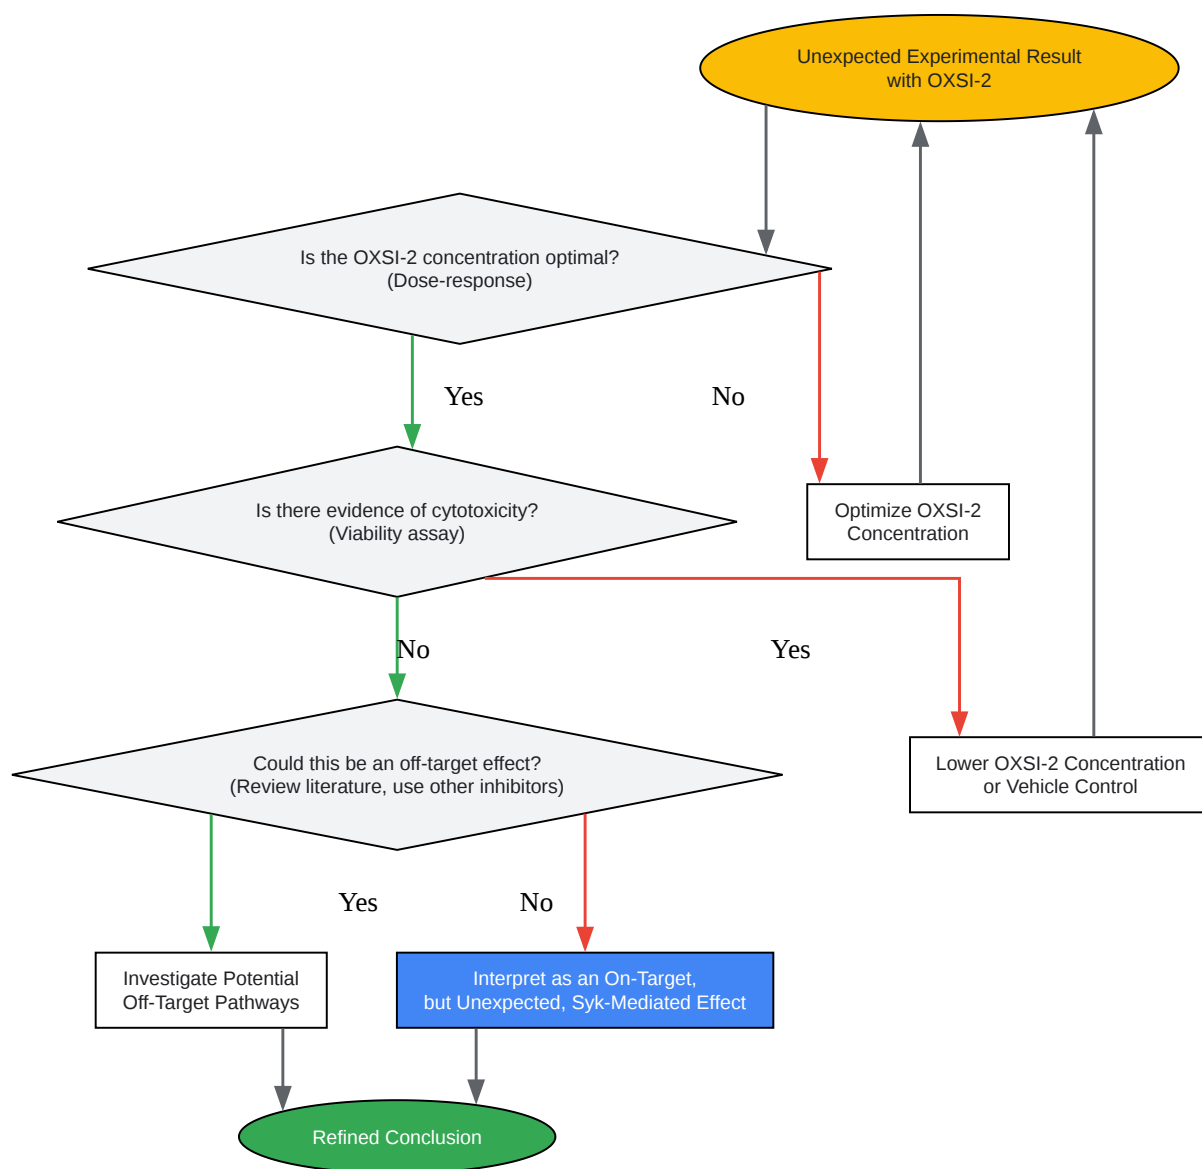 Unexpected Experimental Result
with OXSI-2
Is the OXSI-2 concentration optimal?
(Dose-response)
Yes
No
Is there evidence of cytotoxicity?
(Viability assay)
Optimize OXSI-2
Concentration
No
Yes
Could this be an off-target effect?
(Review literature, use other inhibitors)
Lower OXSI-2 Concentration
or Vehicle Control
Yes
No
Investigate Potential
Off-Target Pathways
Interpret as an On-Target,
but Unexpected, Syk-Mediated Effect
Refined Conclusion